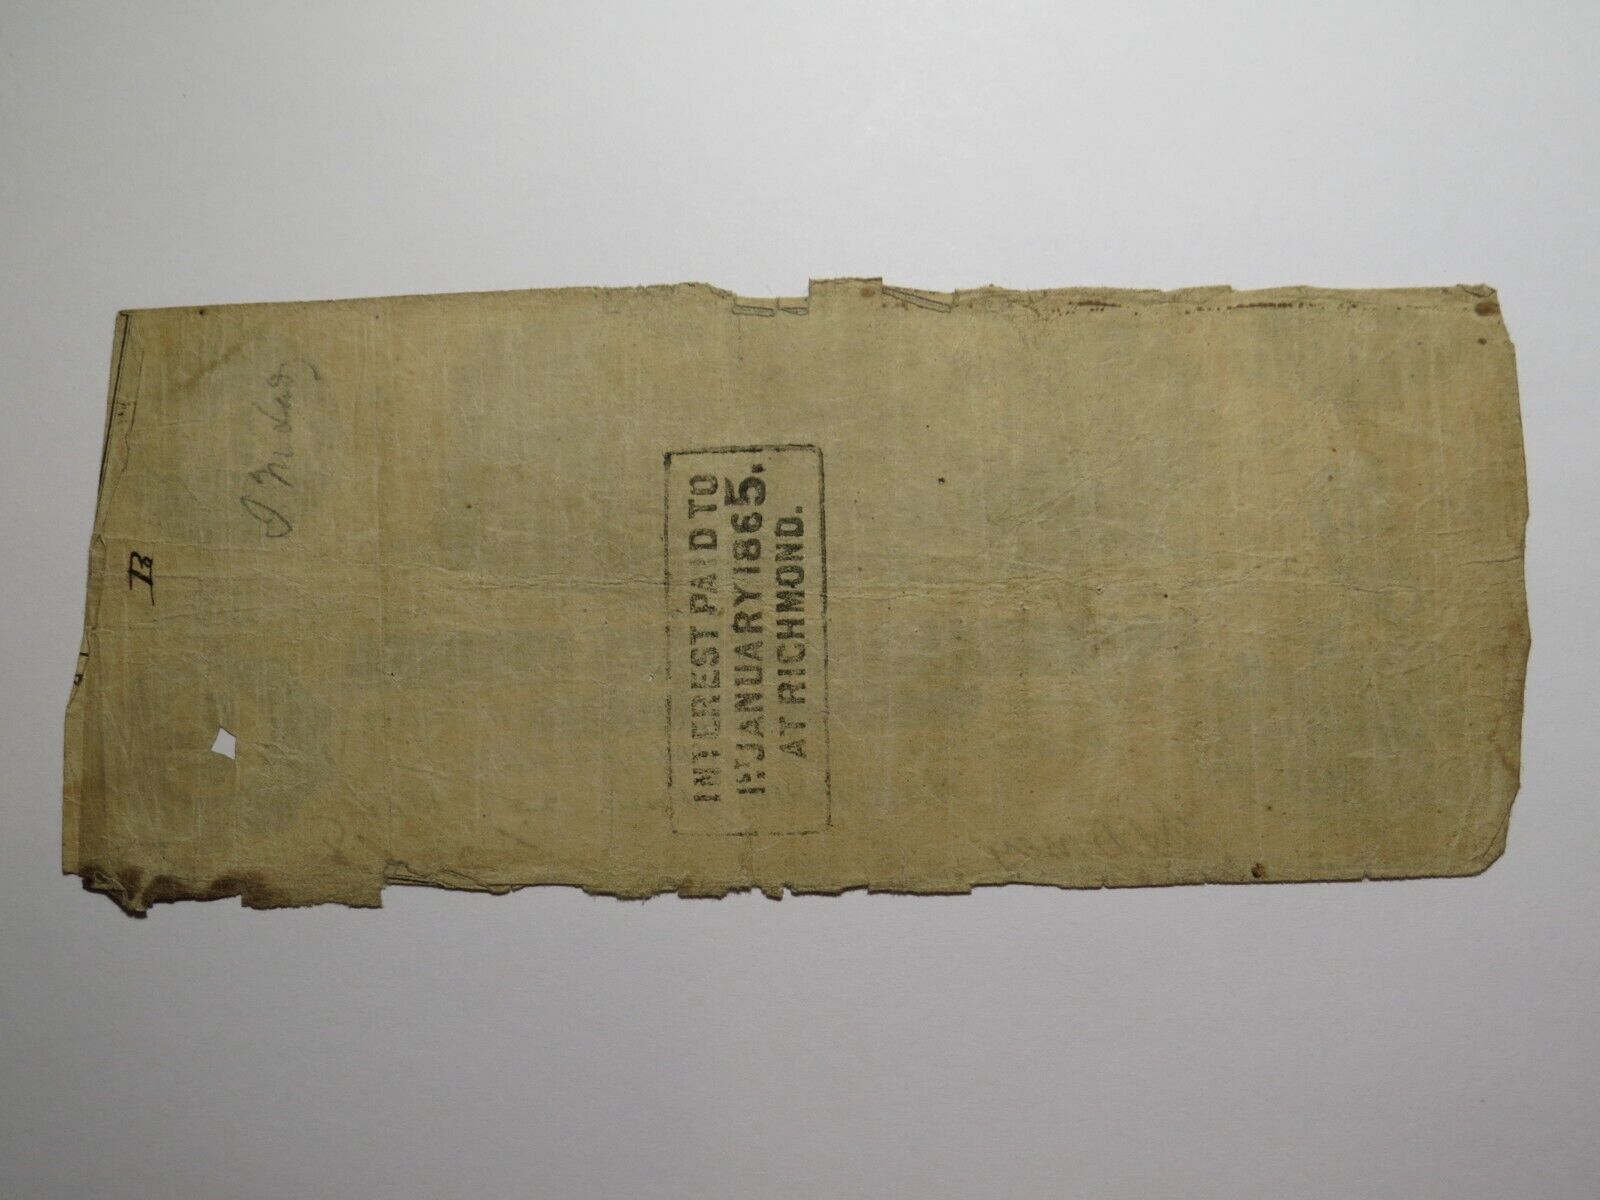 INTEREST PAID TO
1ST JANUARY 1865.
AT RICHMOND.
B